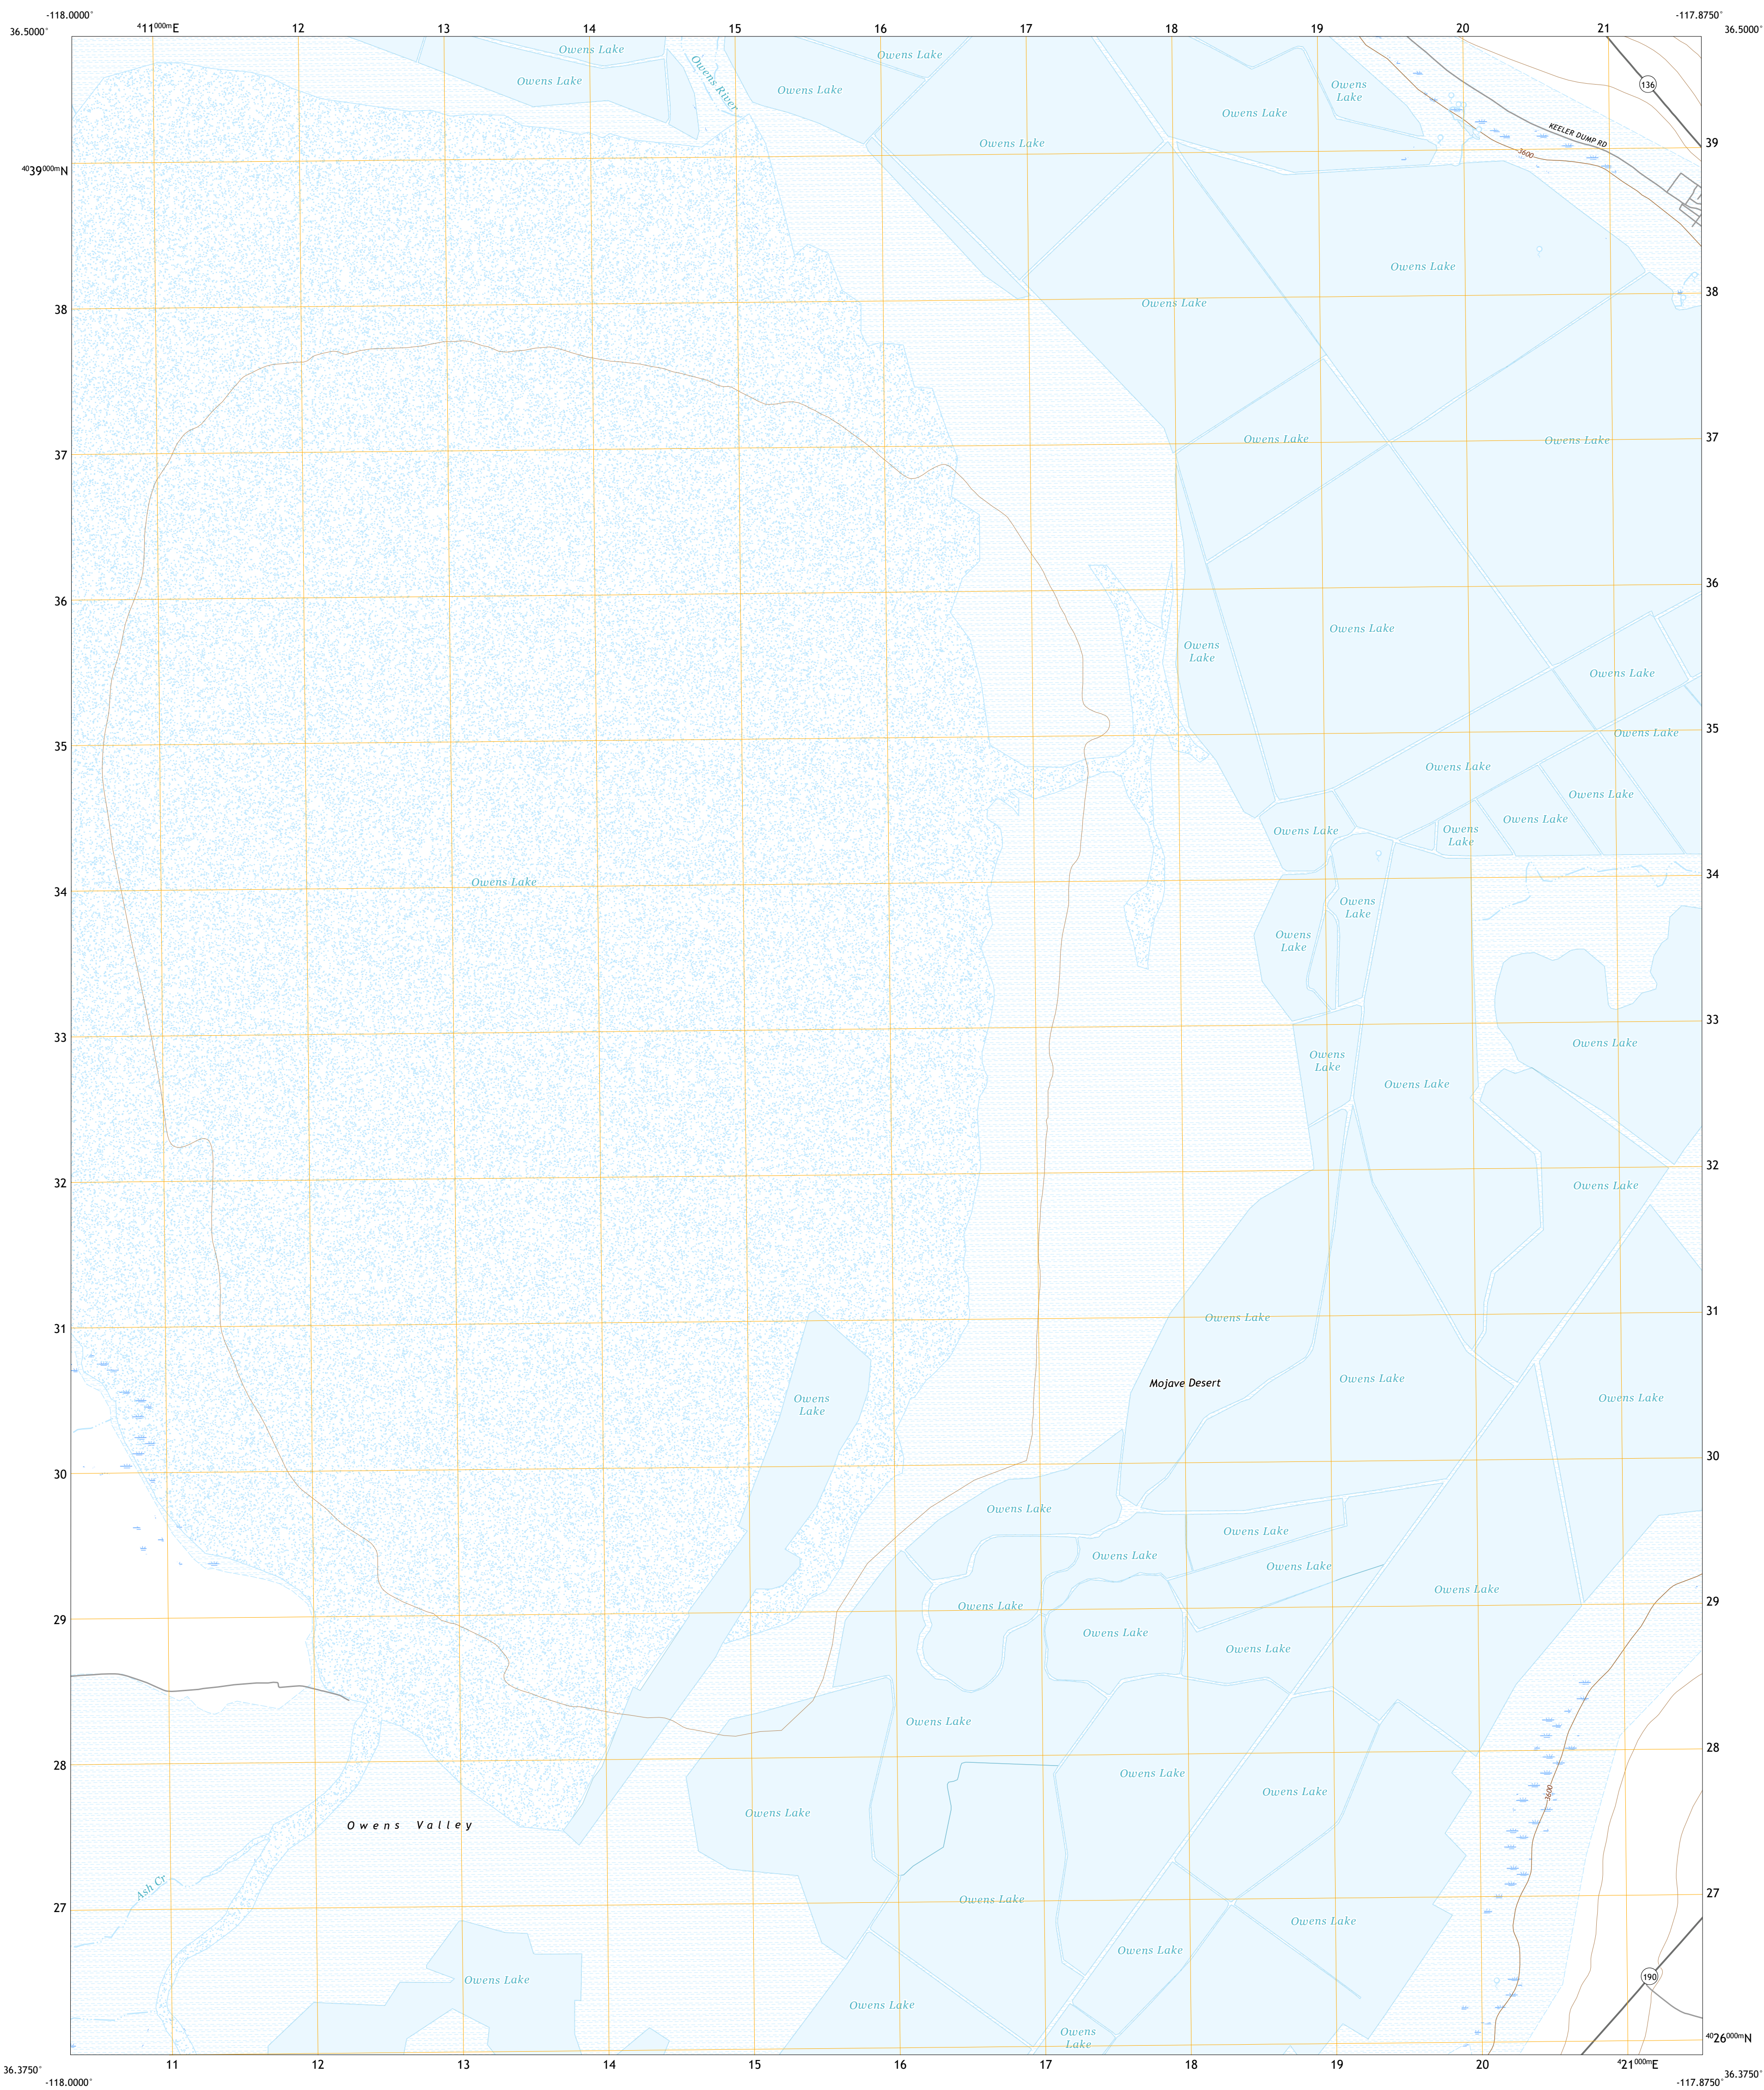 -118.0000°
-117.8750°
36.5000°
⁴11⁰⁰⁰ᵐE
12
13
14
15
16
17
18
19
20
21
36.5000°
Owens Lake
Owens Lake
Owens River
Owens Lake
Owens Lake
Owens Lake
Owens Lake
Owens
Lake
136
KEELER DUMP RD
3600
⁴⁰39⁰⁰⁰ᵐN
39
Owens Lake
Owens Lake
38
38
Owens Lake
Owens Lake
37
37
36
36
Owens Lake
Owens
Lake
Owens Lake
Owens Lake
35
35
Owens Lake
Owens Lake
Owens Lake
Owens Lake
Owens
Lake
Owens Lake
34
34
Owens
Lake
Owens
Lake
33
33
Owens Lake
Owens
Lake
Owens Lake
32
32
Owens Lake
31
31
Owens Lake
Mojave Desert
Owens Lake
Owens
Lake
Owens Lake
30
30
Owens Lake
Owens Lake
Owens Lake
Owens Lake
Owens Lake
Owens Lake
29
29
Owens Lake
Owens Lake
Owens Lake
28
28
Owens Lake
Owens Lake
3600
Owens Lake
Owens Valley
Ash Cr
27
27
Owens Lake
Owens Lake
Owens Lake
Owens Lake
190
Owens Lake
Owens
Lake
⁴⁰26⁰⁰⁰ᵐN
36.3750°
11
12
13
14
15
16
17
18
19
20
⁴21⁰⁰⁰ᵐE
36.3750°
-118.0000°
-117.8750°